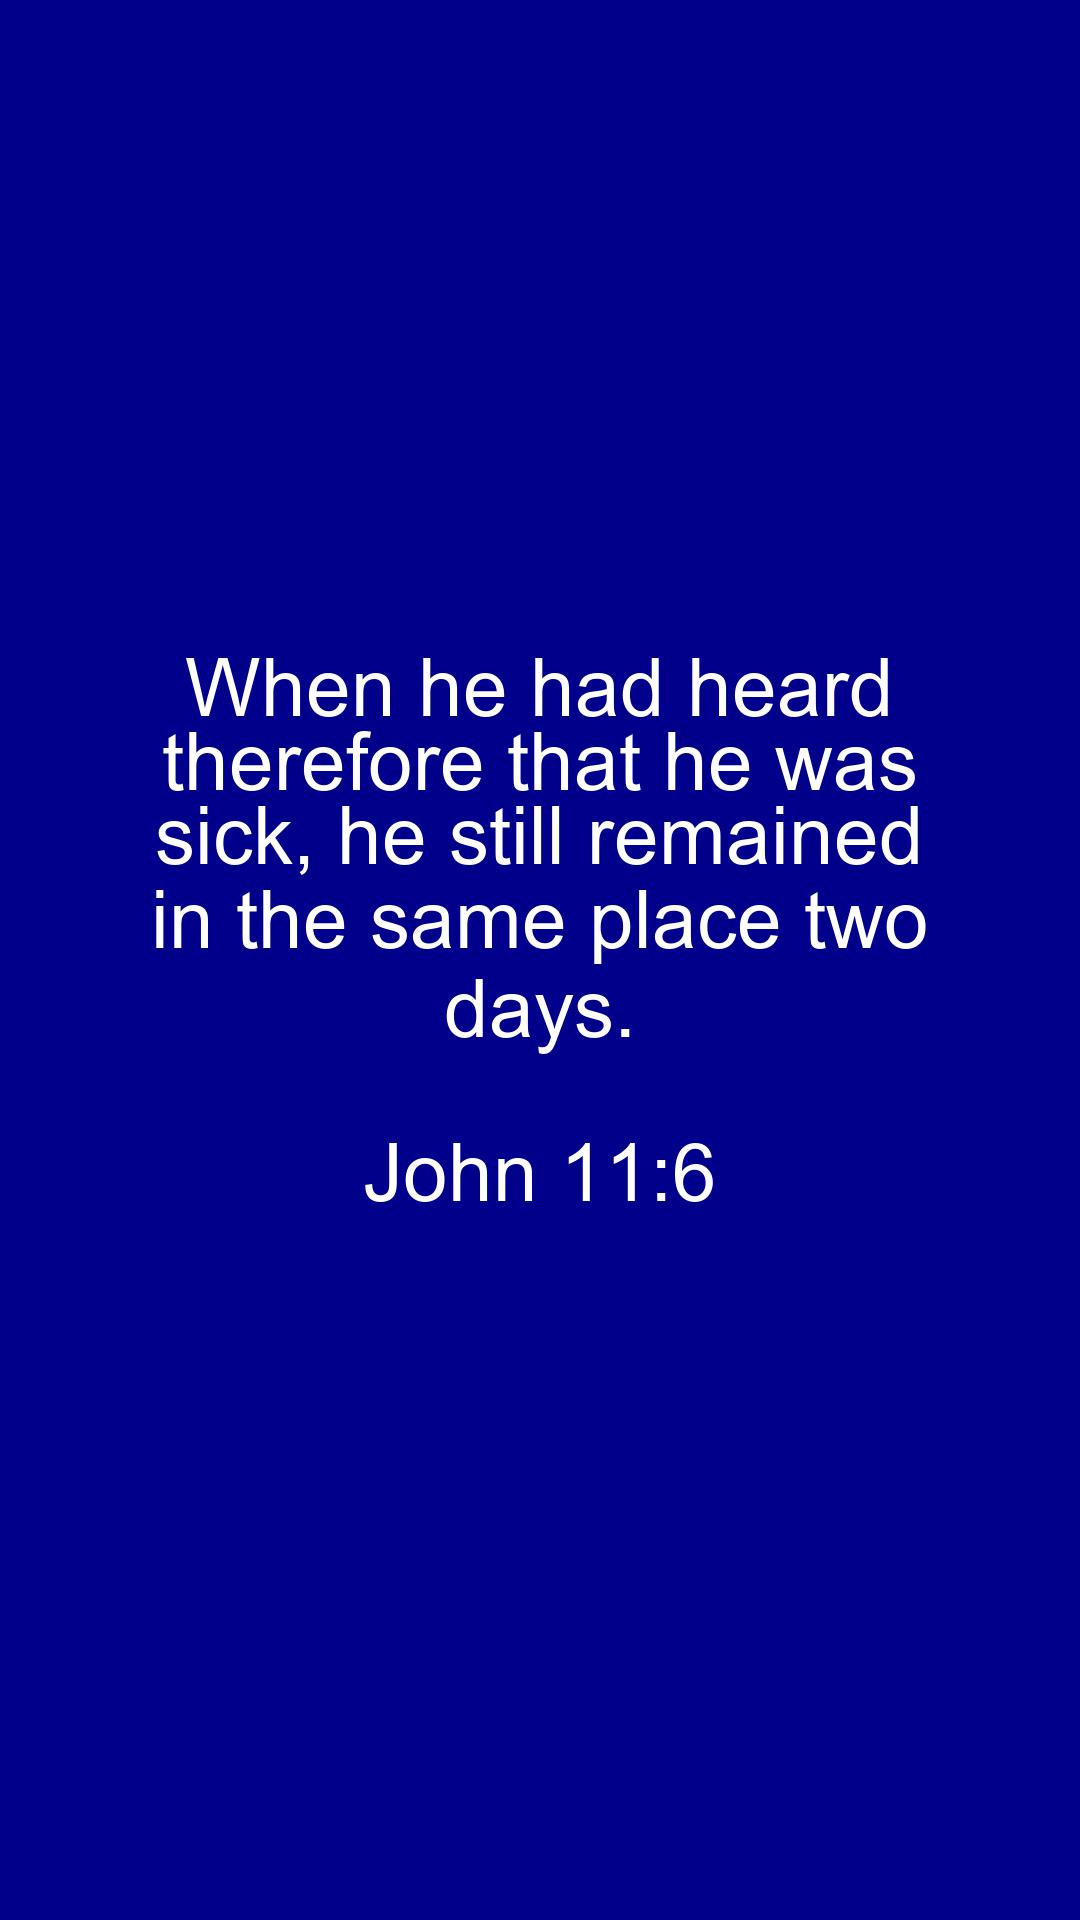 When he had heard
therefore that he was
sick, he still remained
in the same place two
days.
John 11:6